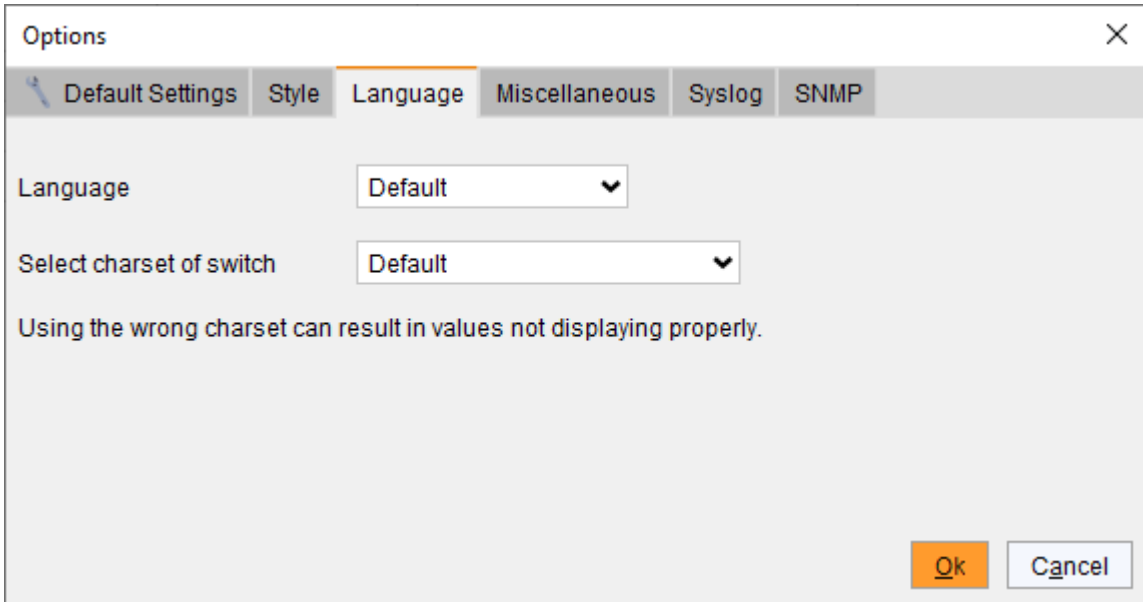 Options
Default Settings Style Language Miscellaneous Syslog SNMP
Language Default
Select charset of switch Default
Using the wrong charset can result in values not displaying properly.
Ok Cancel